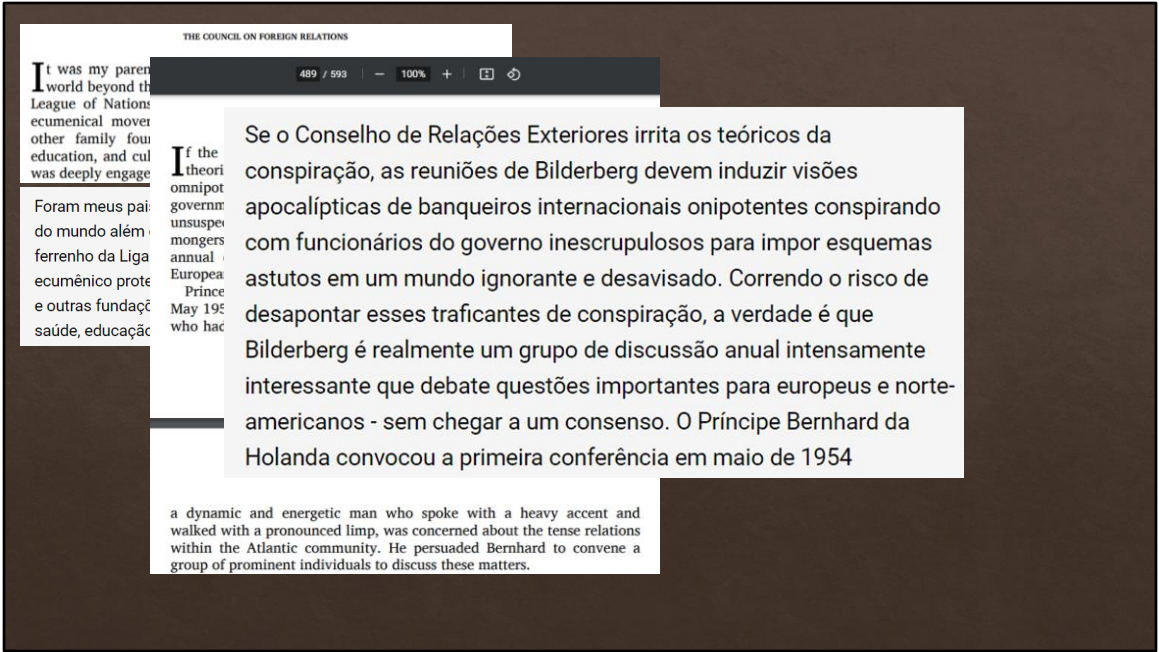 THE COUNCIL ON FOREIGN RELATIONS
It was my paren
world beyond th
League of Nations
ecumenical mover
other family four
education, and cul
was deeply engage
Foram meus pai
do mundo além
ferrenho da Liga
ecumênico prote
e outras fundaçõ
saúde, educação
489 / 593 − 100% +
If the
theori
omnipot
governm
unsuspe
mongers
annual
Europea
Prince
May 195
who had
Se o Conselho de Relações Exteriores irrita os teóricos da
conspiração, as reuniões de Bilderberg devem induzir visões
apocalípticas de banqueiros internacionais onipotentes conspirando
com funcionários do governo inescrupulosos para impor esquemas
astutos em um mundo ignorante e desavisado. Correndo o risco de
desapontar esses traficantes de conspiração, a verdade é que
Bilderberg é realmente um grupo de discussão anual intensamente
interessante que debate questões importantes para europeus e norte-
americanos - sem chegar a um consenso. O Príncipe Bernhard da
Holanda convocou a primeira conferência em maio de 1954
a dynamic and energetic man who spoke with a heavy accent and
walked with a pronounced limp, was concerned about the tense relations
within the Atlantic community. He persuaded Bernhard to convene a
group of prominent individuals to discuss these matters.